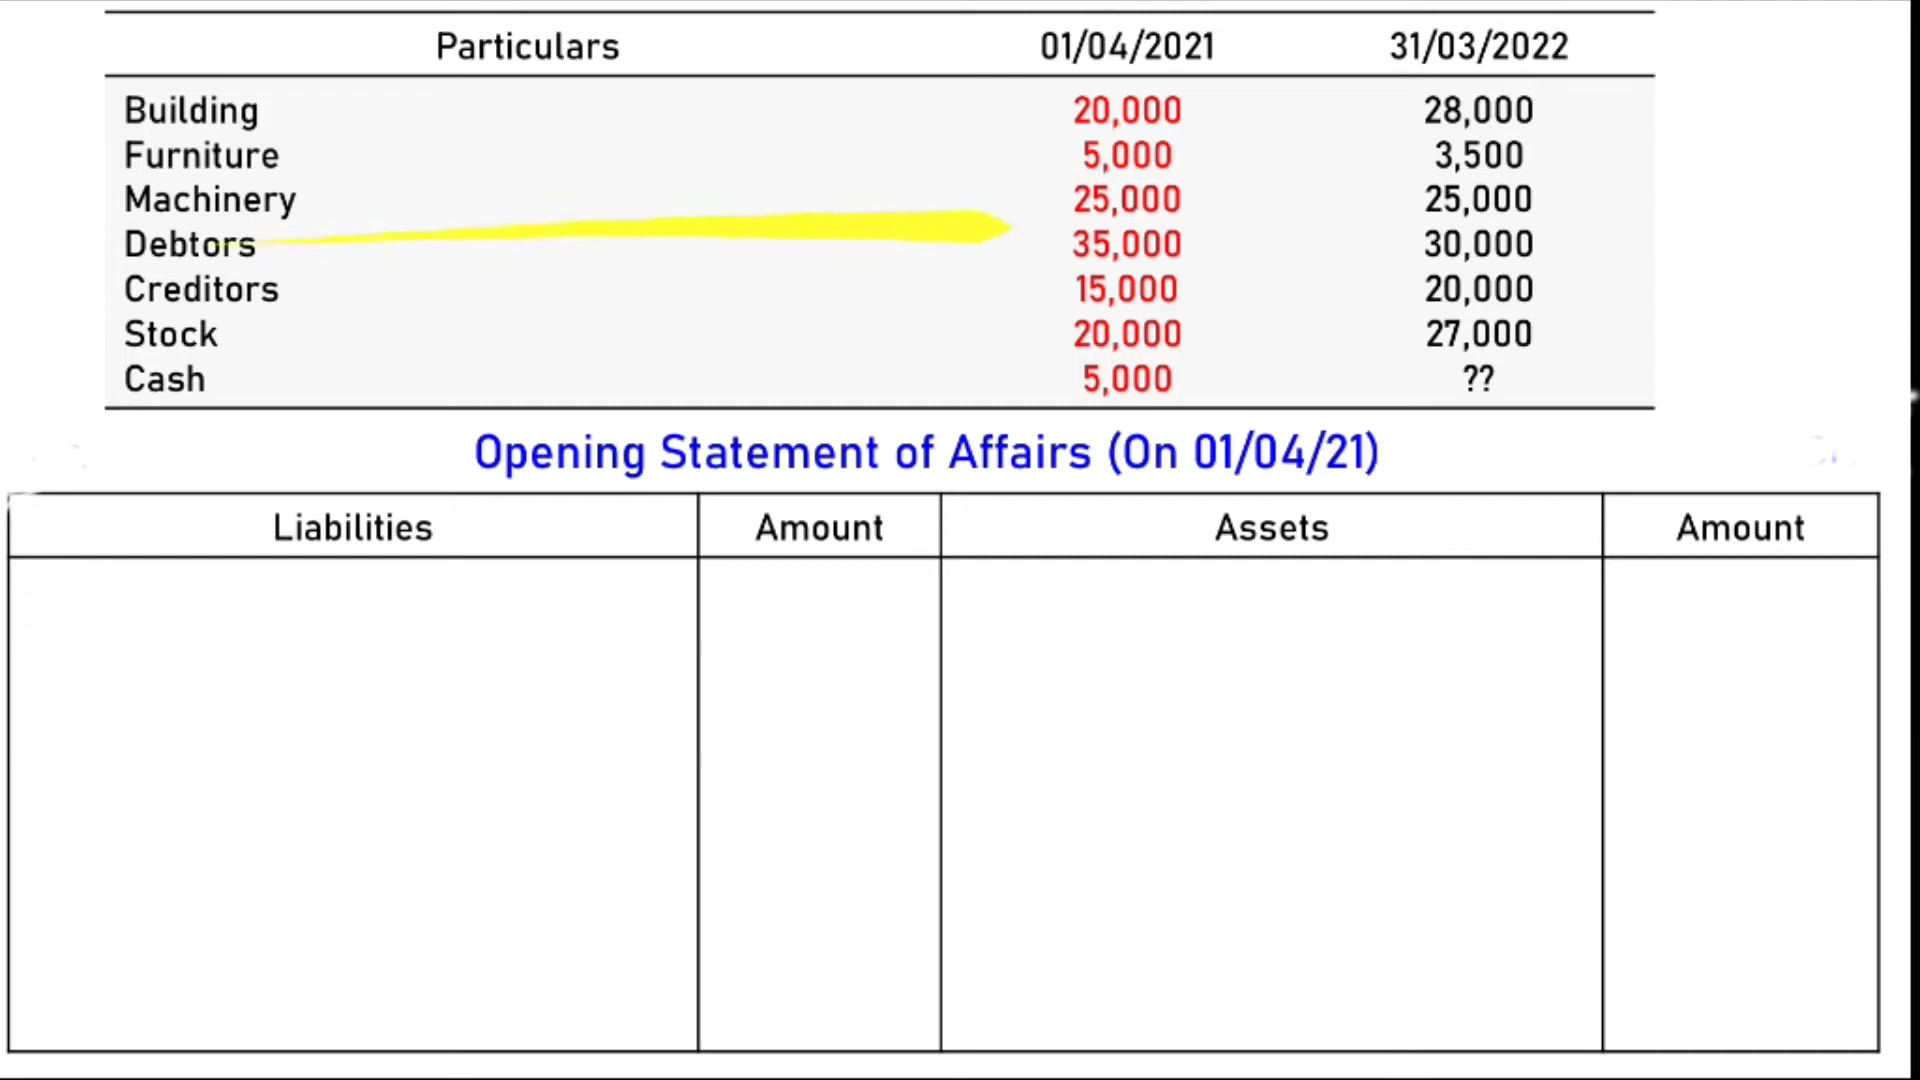 Particulars 01/04/2021 31/03/2022
Building 20,000 28,000
Furniture 5,000 3,500
Machinery 25,000 25,000
Debtors 35,000 30,000
Creditors 15,000 20,000
Stock 20,000 27,000
Cash 5,000 ??
Opening Statement of Affairs (On 01/04/21)
Liabilities Amount Assets Amount